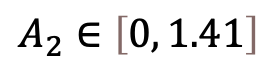 A₂ ∈ [0, 1.41]